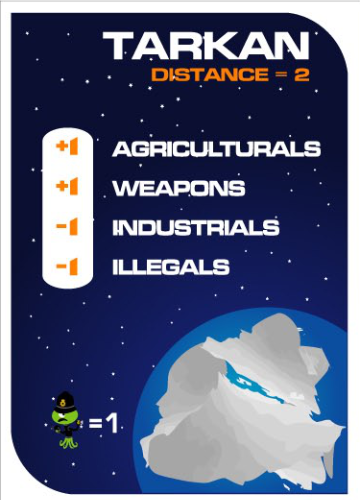 TARKAN
DISTANCE = 2
+1 AGRICULTURALS
+1 WEAPONS
-1 INDUSTRIALS
-1 ILLEGALS
=1